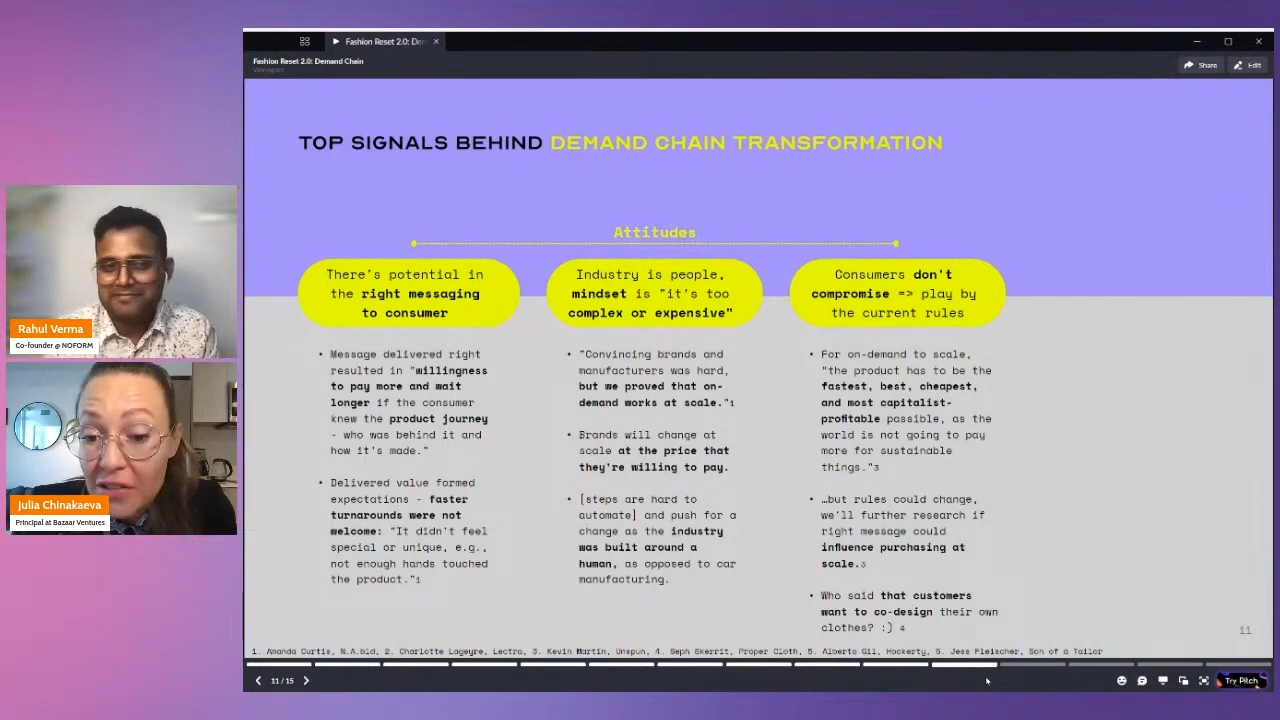 Fashion Reset 2.0: De
Fashion Reset 2.0: Demand Chain
Workspace
Share
Edit
TOP SIGNALS BEHIND DEMAND CHAIN TRANSFORMATION
Attitudes
There's potential in
the right messaging
to consumer
• Message delivered right
resulted in "willingness
to pay more and wait
longer if the consumer
knew the product journey
- who was behind it and
how it's made."
• Delivered value formed
expectations - faster
turnarounds were not
welcome: "It didn't feel
special or unique, e.g.,
not enough hands touched
the product."1
Industry is people,
mindset is "it's too
complex or expensive"
• "Convincing brands and
manufacturers was hard,
but we proved that on-
demand works at scale."1
• Brands will change at
scale at the price that
they're willing to pay.
• [steps are hard to
automate] and push for a
change as the industry
was built around a
human, as opposed to car
manufacturing.
Consumers don't
compromise => play by
the current rules
• For on-demand to scale,
"the product has to be the
fastest, best, cheapest,
and most capitalist-
profitable possible, as the
world is not going to pay
more for sustainable
things."3
• …but rules could change,
we'll further research if
right message could
influence purchasing at
scale.
• Who said that customers
want to co-design their own
clothes? :) 4
11
1. Amanda Curtis, N.A.bld, 2. Charlotte Lageyre, Lectra, 3. Kevin Martin, Unspun, 4. Seph Skerrit, Proper Cloth, 5. Alberto Gil, Hockerty, 6. Jess Fleischer, Son of a Tailor
11 / 15
Try Pitch
Rahul Verma
Co-founder @ NOFORM
Julia Chinakaeva
Principal at Bazaar Ventures